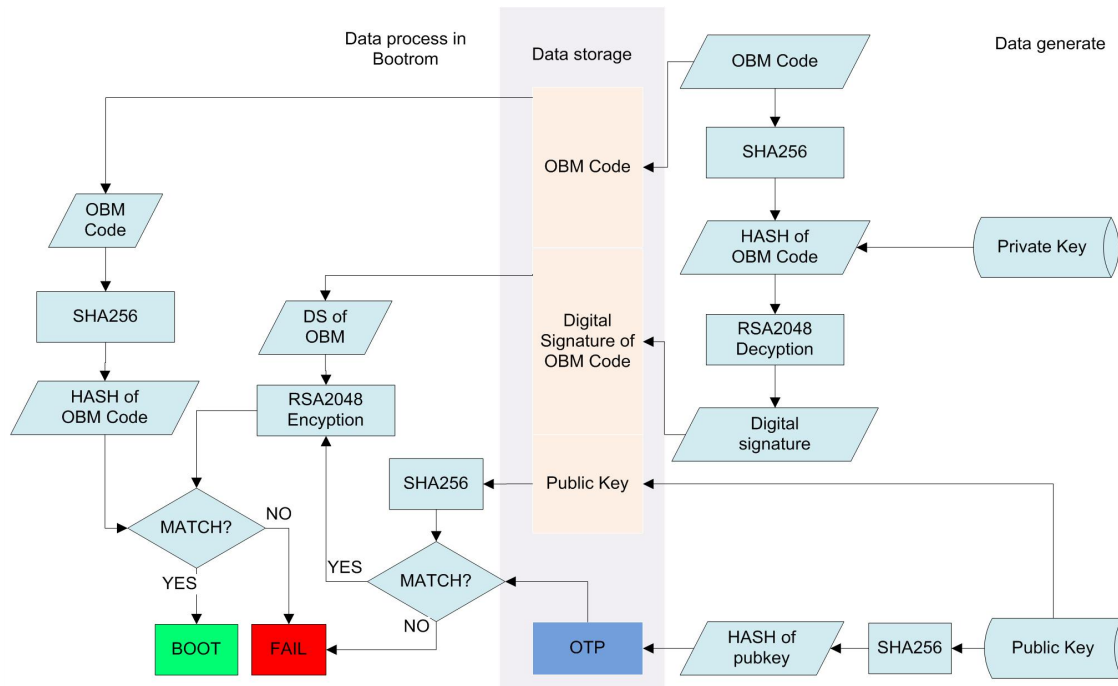 Data process in
Bootrom
Data storage
Data generate
OBM Code
SHA256
OBM Code
OBM
Code
HASH of
OBM Code
Private Key
SHA256
DS of
OBM
Digital
Signature of
OBM Code
RSA2048
Decyption
HASH of
OBM Code
RSA2048
Encyption
Digital
signature
SHA256
Public Key
MATCH?
NO
YES
YES
MATCH?
NO
BOOT
FAIL
OTP
HASH of
pubkey
SHA256
Public Key